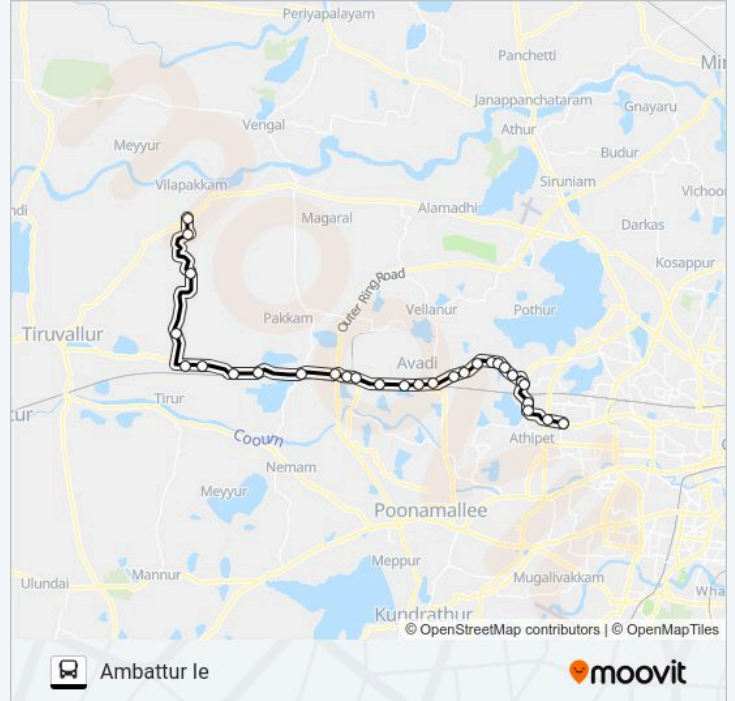 Periyapalayam
Panchetti
Mi
Janappanchataram
Gnayaru
Vengal
Athur
Meyyur
Budur
Vilapakkam
Siruniam
Vichoo
ndi
Magaral
Alamadhi
Darkas
Kosappur
Outer Ring Road
Vellanur
Pothur
Pakkam
Tiruvallur
Avadi
Tirur
ur
Cooum
Athipet
Nemam
Meyyur
Poonamallee
Meppur
Mannur
Mugalivakkam
Ulundai
Wha
Kundrathur
© OpenStreetMap contributors | © OpenMapTiles
Ambattur Ie
moovit